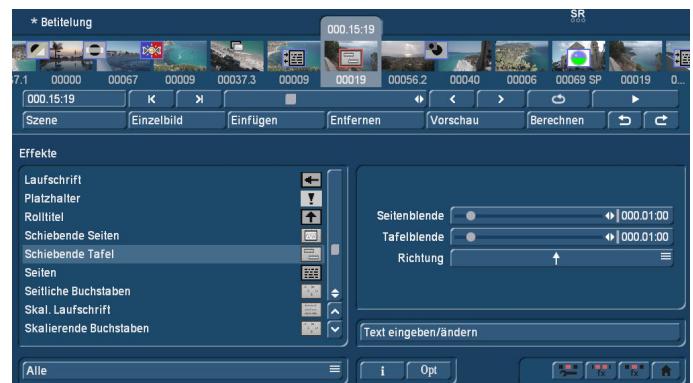 * Betitelung
000.15:19
SR
7.1 00000 00067 00009 00037.3 00009 00019 00056.2 00040 00006 00069 SP 00019 0...
000.15:19
Szene Einzelbild Einfügen Entfernen Vorschau Berechnen
Effekte
Laufschrift
Platzhalter
Rolltitel
Schiebende Seiten
Schiebende Tafel
Seiten
Seitliche Buchstaben
Skal. Laufschrift
Skalierende Buchstaben
Seitenblende 000.01:00
Tafelblende 000.01:00
Richtung
Text eingeben/ändern
Alle
i Opt
fx fx